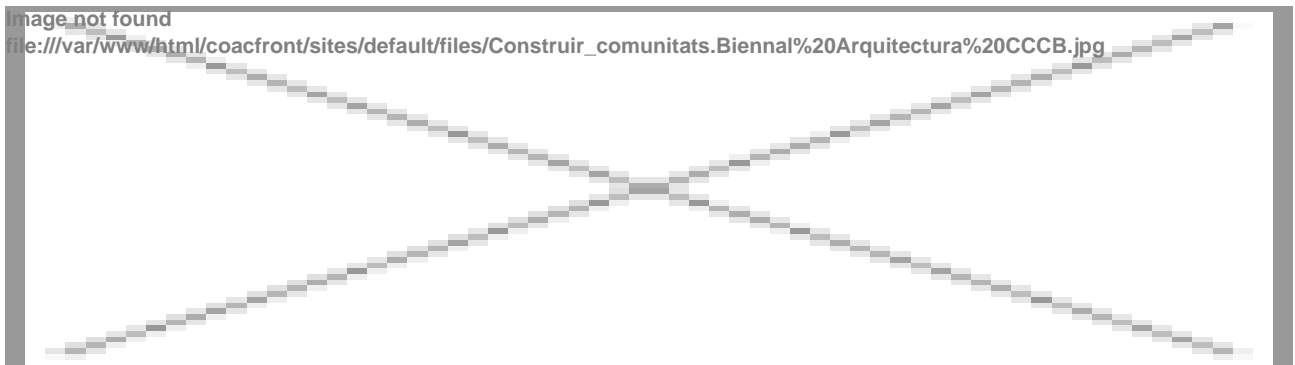 Image not found
file:///var/www/html/coacfront/sites/default/files/Construir_comunitats.Biennal%20Arquitectura%20CCCB.jpg